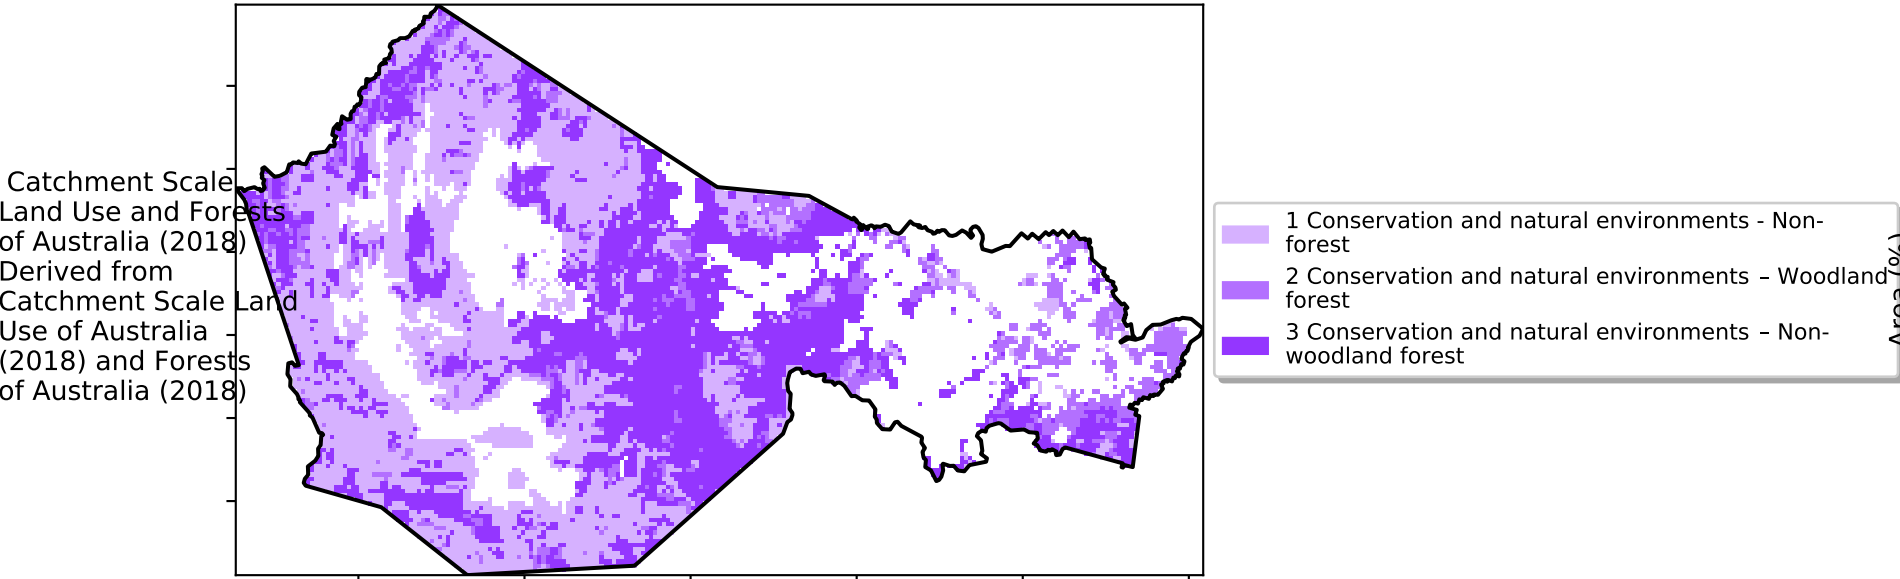 Catchment Scale
Land Use and Forests
of Australia (2018)
Derived from
Catchment Scale Land
Use of Australia
(2018) and Forests
of Australia (2018)
1 Conservation and natural environments - Non-
forest
2 Conservation and natural environments – Woodland
forest
3 Conservation and natural environments – Non-
woodland forest